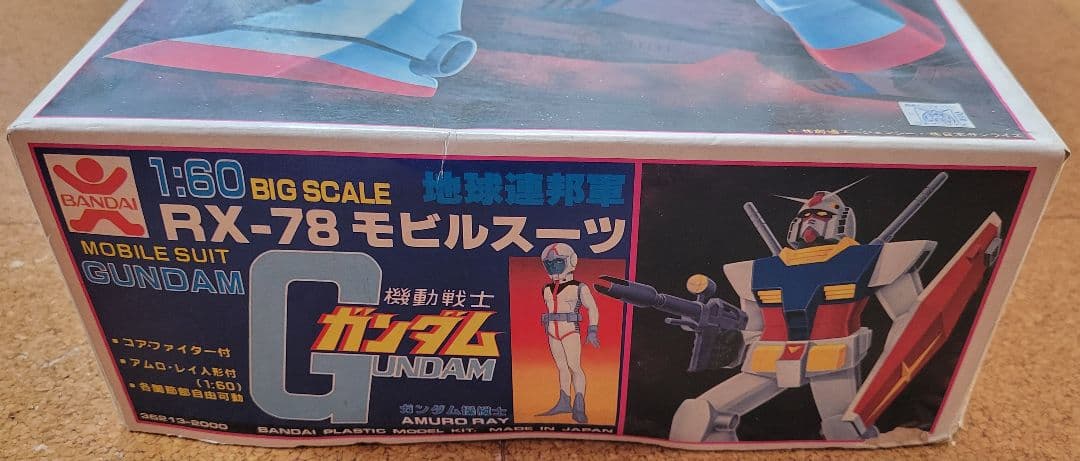 BANDAI
1:60 BIG SCALE 地球連邦軍
RX-78 モビルスーツ
MOBILE SUIT
GUNDAM
機動戦士
ガンダム
GUNDAM
・コア・ファイター付
・アムロ・レイ人形付
(1:60)
・各関節部自由可動
ガンダム操縦士
AMURO RAY
36213-2000
BANDAI PLASTIC MODEL KIT. MADE IN JAPAN